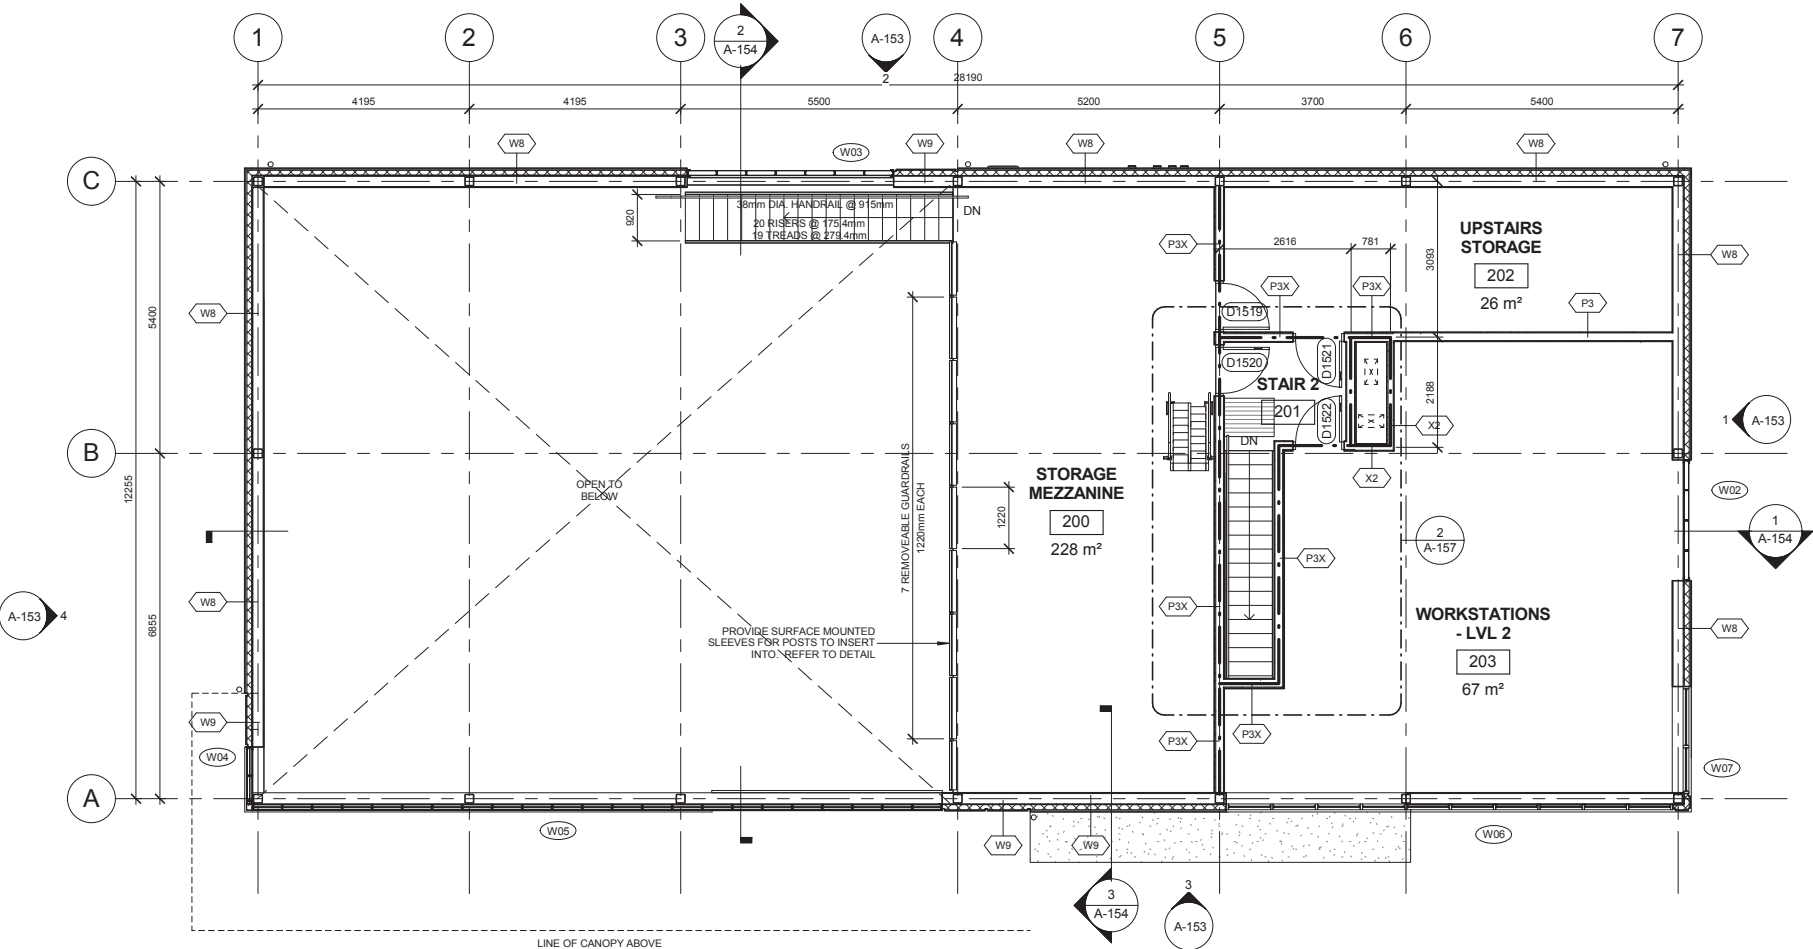 1
2
3
2
A-154
A-153
2
4
5
6
7
28190
4195
4195
5500
5200
3700
5400
W8
W03
W9
W8
W8
C
38mm DIA. HANDRAIL @ 915mm
20 RISERS @ 175.4mm
19 TREADS @ 279.4mm
920
DN
P3X
2616
781
3093
UPSTAIRS
STORAGE
202
26 m²
W8
W8
5400
P3X
P3X
P3
D1519
D1520
D1521
STAIR 2
201
D1522
DN
2188
X2
X2
1
A-153
B
12255
OPEN TO
BELOW
7 REMOVEABLE GUARDRAILS
1220mm EACH
1220
STORAGE
MEZZANINE
200
228 m²
W02
1
A-154
2
A-157
P3X
P3X
A-153
4
W8
6855
PROVIDE SURFACE MOUNTED
SLEEVES FOR POSTS TO INSERT
INTO. REFER TO DETAIL
WORKSTATIONS
- LVL 2
203
67 m²
W8
W9
W04
P3X
P3X
W07
A
W05
W9
W9
W06
3
A-154
3
A-153
LINE OF CANOPY ABOVE